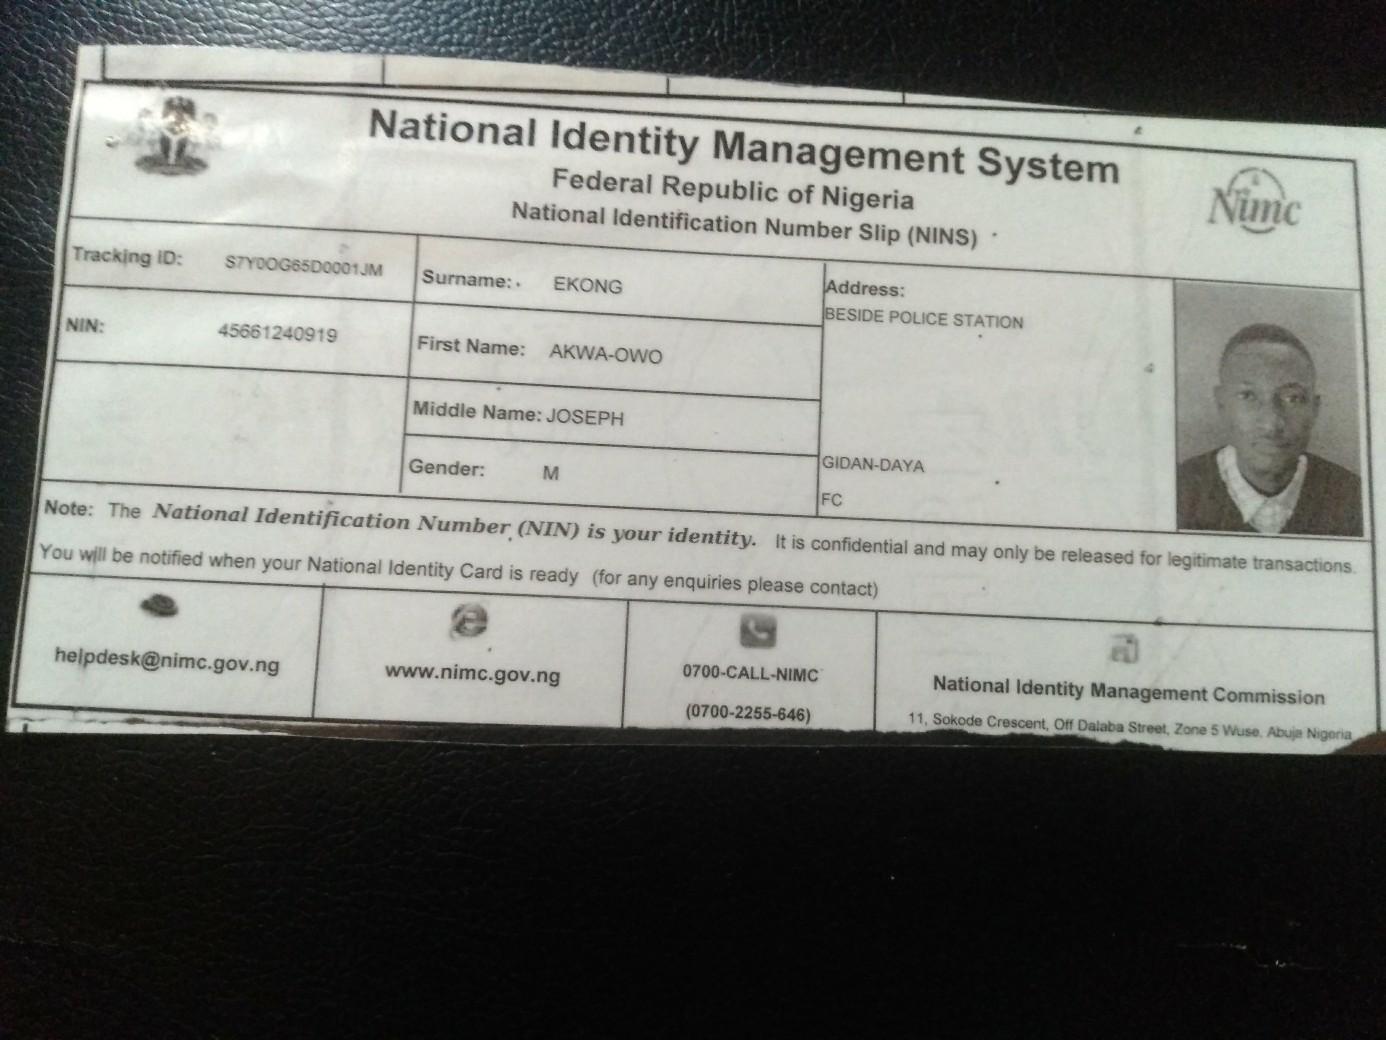 National Identity Management System
Federal Republic of Nigeria
National Identification Number Slip (NINS)
Nimc
Tracking ID: S7Y0OG65D0001JM
NIN: 45661240919
Surname: EKONG
First Name: AKWA-OWO
Middle Name: JOSEPH
Gender: M
Address:
BESIDE POLICE STATION
GIDAN-DAYA
FC
Note: The National Identification Number (NIN) is your identity. It is confidential and may only be released for legitimate transactions.
You will be notified when your National Identity Card is ready (for any enquiries please contact)
helpdesk@nimc.gov.ng
www.nimc.gov.ng
0700-CALL-NIMC
(0700-2255-646)
National Identity Management Commission
11, Sokode Crescent, Off Dalaba Street, Zone 5 Wuse, Abuja Nigeria